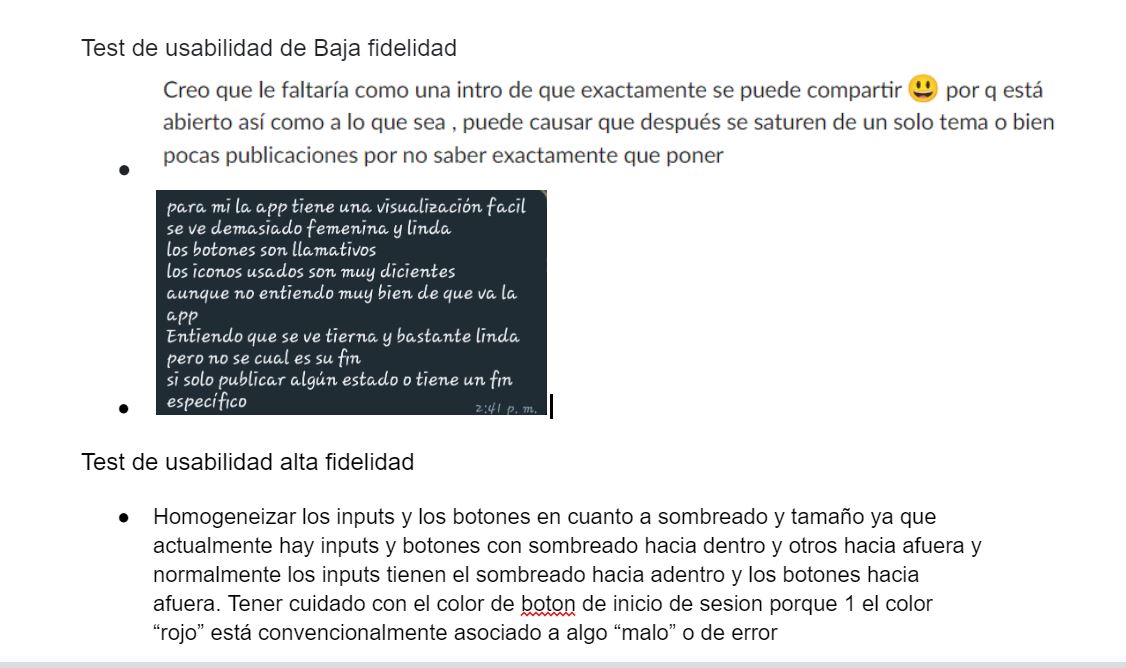 Test de usabilidad de Baja fidelidad
Creo que le faltaría como una intro de que exactamente se puede compartir 😃 por q está
abierto así como a lo que sea , puede causar que después se saturen de un solo tema o bien
pocas publicaciones por no saber exactamente que poner
para mi la app tiene una visualización facil
se ve demasiado femenina y linda
los botones son llamativos
los iconos usados son muy dicientes
aunque no entiendo muy bien de que va la
app
Entiendo que se ve tierna y bastante linda
pero no se cual es su fin
si solo publicar algún estado o tiene un fin
específico
2:41 p. m.
Test de usabilidad alta fidelidad
Homogeneizar los inputs y los botones en cuanto a sombreado y tamaño ya que
actualmente hay inputs y botones con sombreado hacia dentro y otros hacia afuera y
normalmente los inputs tienen el sombreado hacia adentro y los botones hacia
afuera. Tener cuidado con el color de boton de inicio de sesion porque 1 el color
“rojo” está convencionalmente asociado a algo “malo” o de error